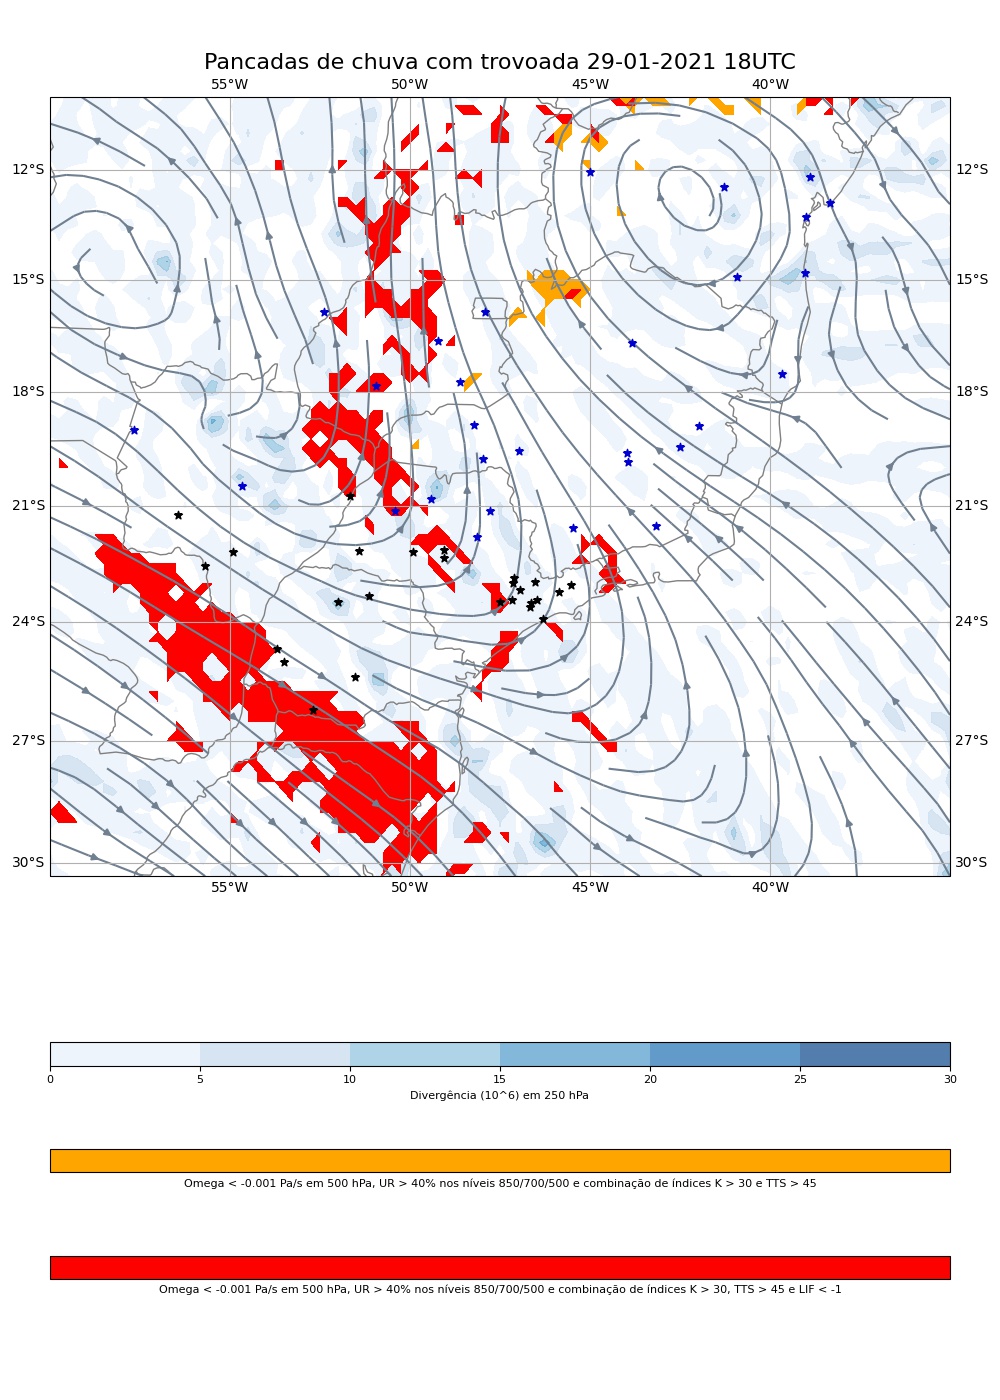 Pancadas de chuva com trovoada 29-01-2021 18UTC
55°W 50°W 45°W 40°W
12°S 12°S
15°S 15°S
18°S 18°S
21°S 21°S
24°S 24°S
27°S 27°S
30°S 30°S
55°W 50°W 45°W 40°W
0 5 10 15 20 25 30
Divergência (10^6) em 250 hPa
Omega < -0.001 Pa/s em 500 hPa, UR > 40% nos níveis 850/700/500 e combinação de índices K > 30 e TTS > 45
Omega < -0.001 Pa/s em 500 hPa, UR > 40% nos níveis 850/700/500 e combinação de índices K > 30, TTS > 45 e LIF < -1